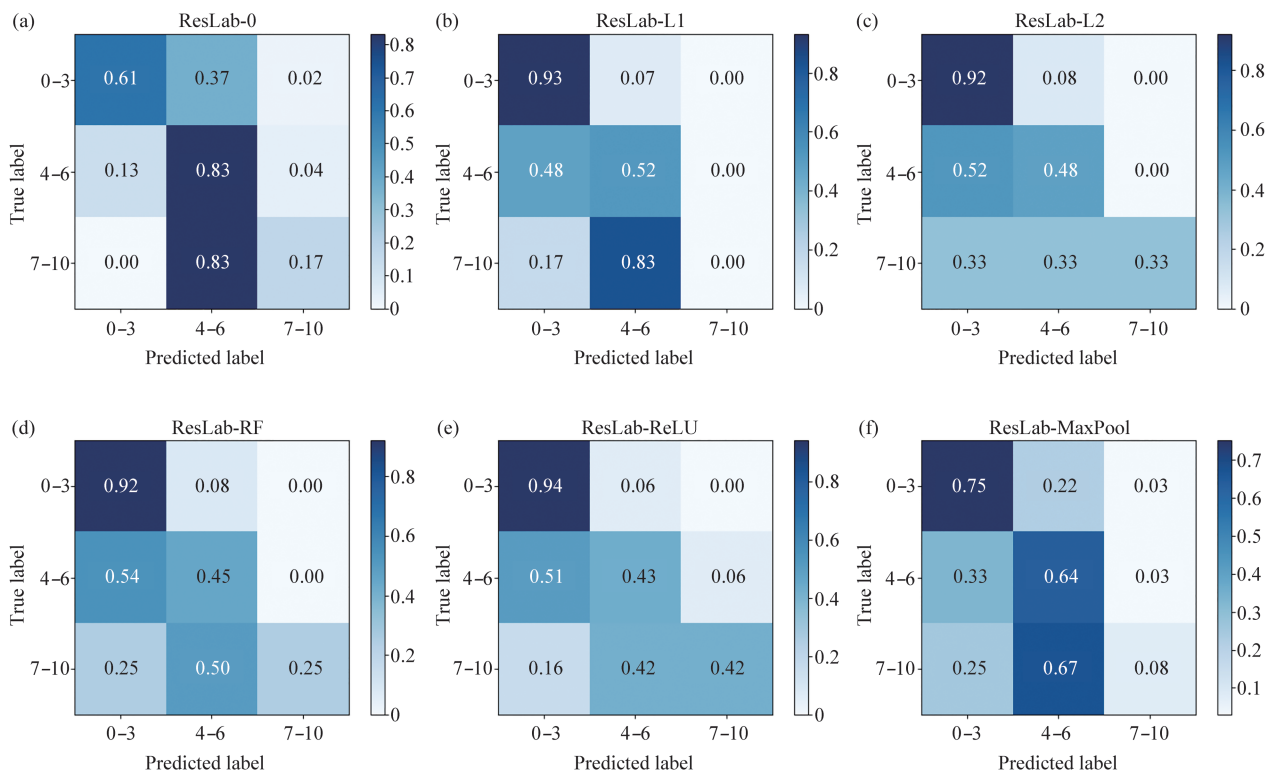 (a) ResLab-0
0–3 0.61 0.37 0.02
4–6 0.13 0.83 0.04
7–10 0.00 0.83 0.17
0–3 4–6 7–10
Predicted label
True label
0.8
0.7
0.6
0.5
0.4
0.3
0.2
0.1
0
(b) ResLab-L1
0–3 0.93 0.07 0.00
4–6 0.48 0.52 0.00
7–10 0.17 0.83 0.00
0–3 4–6 7–10
Predicted label
True label
0.8
0.6
0.4
0.2
0
(c) ResLab-L2
0–3 0.92 0.08 0.00
4–6 0.52 0.48 0.00
7–10 0.33 0.33 0.33
0–3 4–6 7–10
Predicted label
True label
0.8
0.6
0.4
0.2
0
(d) ResLab-RF
0–3 0.92 0.08 0.00
4–6 0.54 0.45 0.00
7–10 0.25 0.50 0.25
0–3 4–6 7–10
Predicted label
True label
0.8
0.6
0.4
0.2
0
(e) ResLab-ReLU
0–3 0.94 0.06 0.00
4–6 0.51 0.43 0.06
7–10 0.16 0.42 0.42
0–3 4–6 7–10
Predicted label
True label
0.8
0.6
0.4
0.2
0
(f) ResLab-MaxPool
0–3 0.75 0.22 0.03
4–6 0.33 0.64 0.03
7–10 0.25 0.67 0.08
0–3 4–6 7–10
Predicted label
True label
0.7
0.6
0.5
0.4
0.3
0.2
0.1